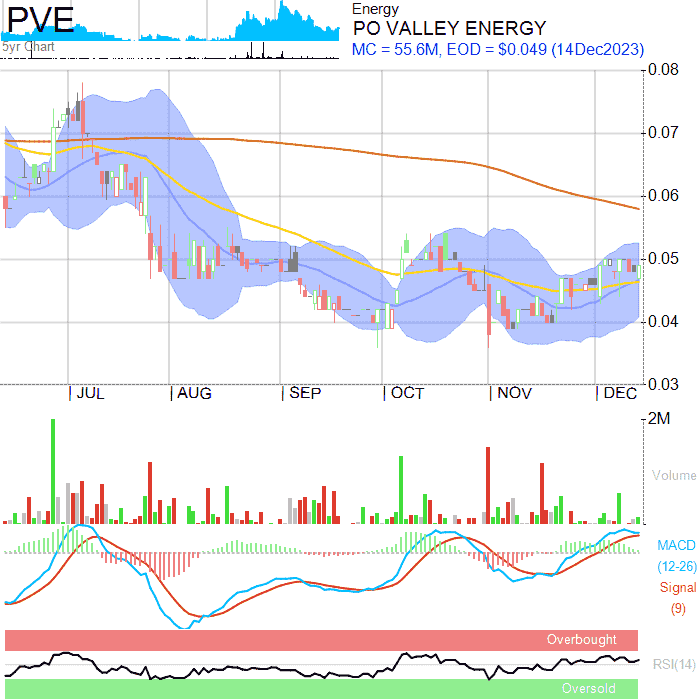 PVE
5yr Chart
Energy
PO VALLEY ENERGY
MC = 55.6M, EOD = $0.049 (14Dec2023)
0.08
0.07
0.06
0.05
0.04
0.03
JUL AUG SEP OCT NOV DEC
2M
Volume
MACD
(12-26)
Signal
(9)
Overbought
RSI(14)
Oversold